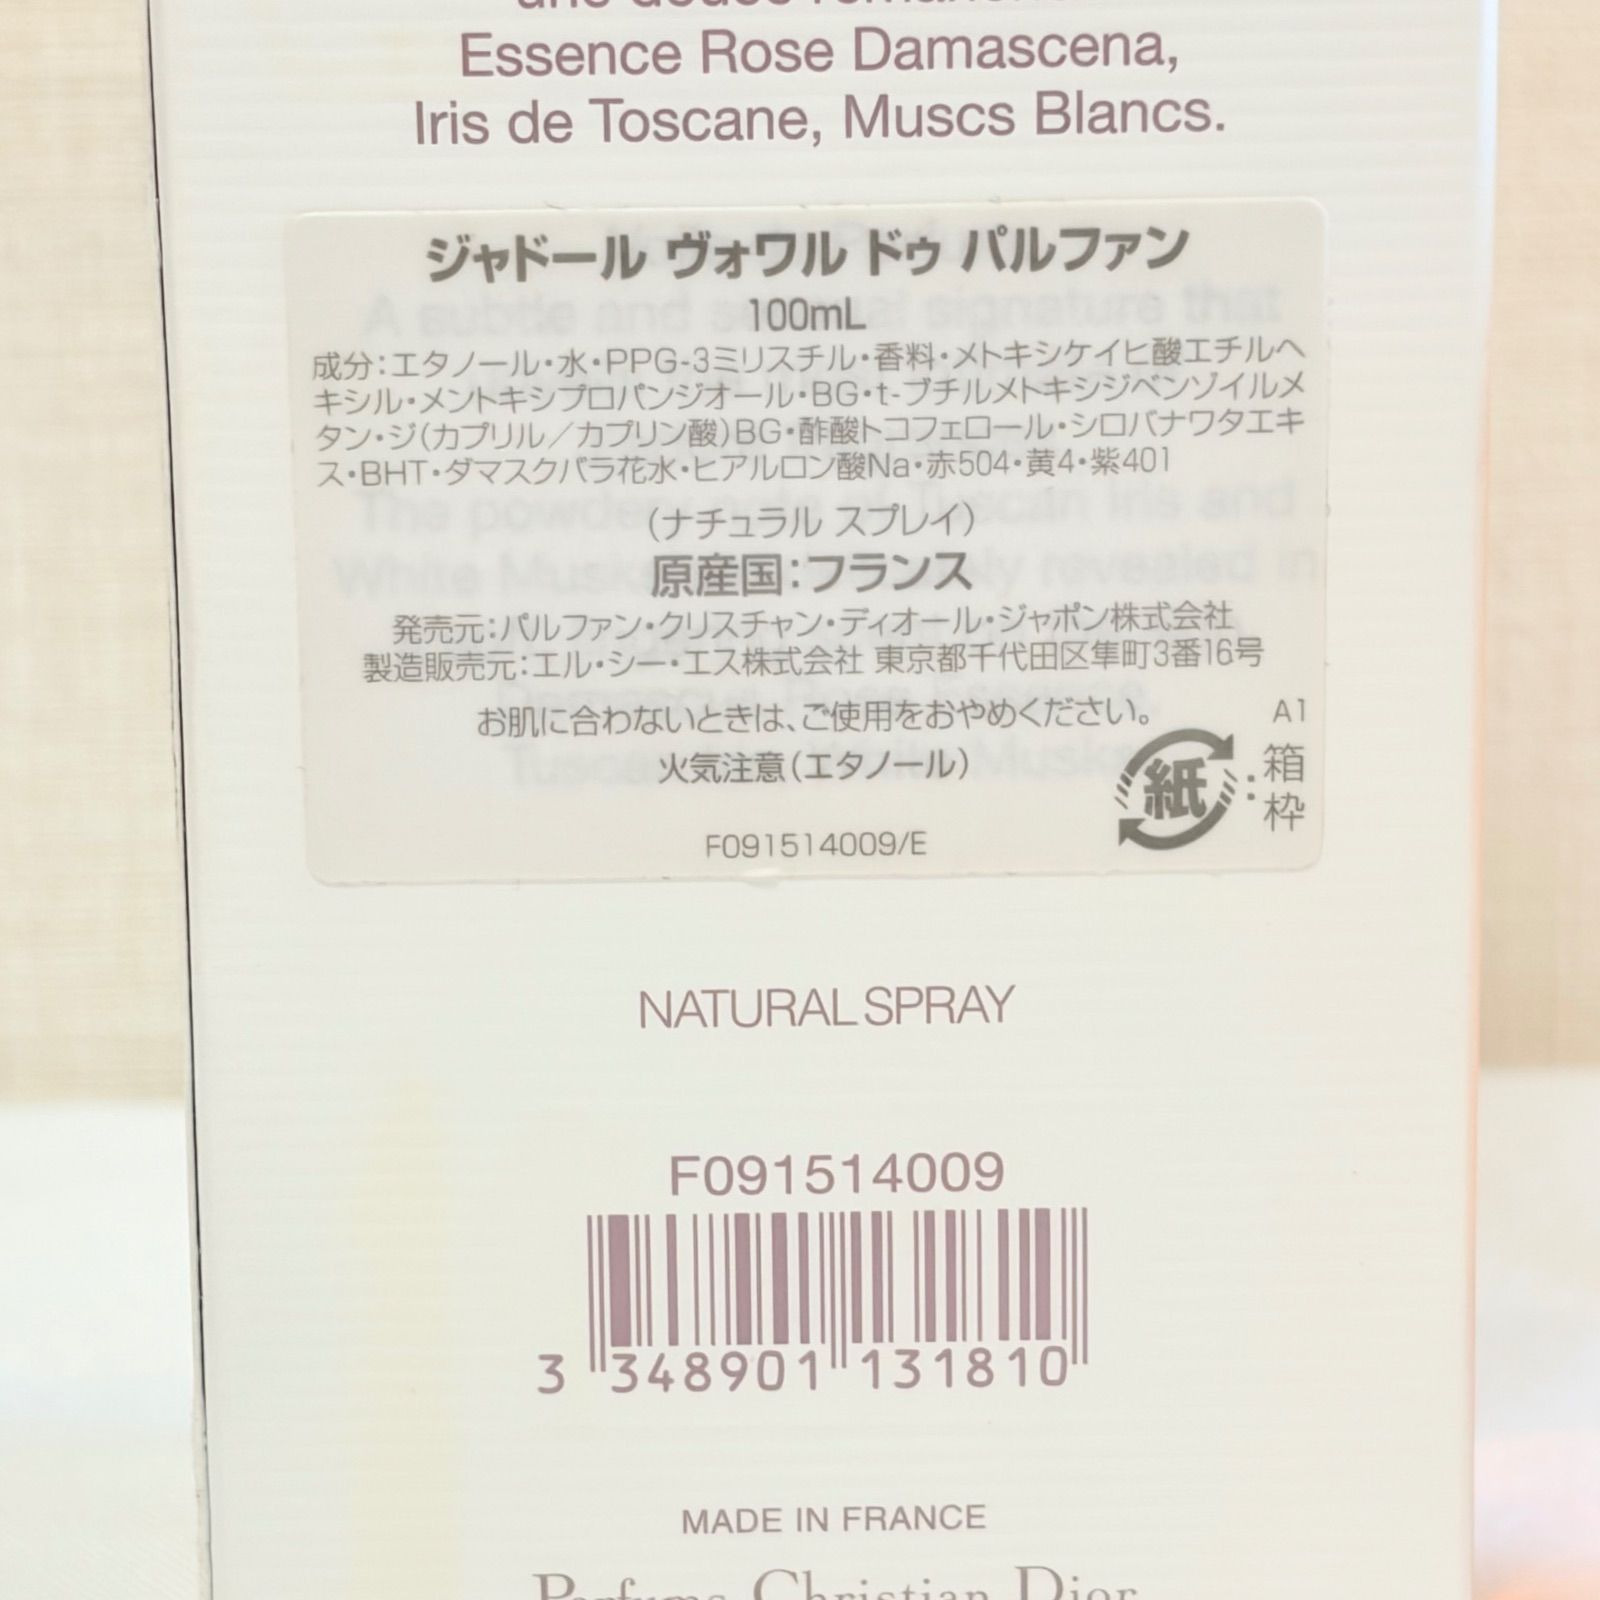 une douce
Essence Rose Damascena,
Iris de Toscane, Muscs Blancs.
ジャドール ヴォワル ドゥ パルファン
100mL
成分:エタノール・水・PPG-3ミリスチル・香料・メトキシケイヒ酸エチルヘ
キシル・メントキシプロパンジオール・BG・t-ブチルメトキシジベンゾイルメ
タン・ジ(カプリル/カプリン酸)BG・酢酸トコフェロール・シロバナワタエキ
ス・BHT・ダマスクバラ花水・ヒアルロン酸Na・赤504・黄4・紫401
(ナチュラル スプレイ)
原産国:フランス
発売元:パルファン・クリスチャン・ディオール・ジャポン株式会社
製造販売元:エル・シー・エス株式会社 東京都千代田区隼町3番16号
お肌に合わないときは、ご使用をおやめください。
火気注意(エタノール)
A1
紙:箱
枠
F091514009/E
NATURAL SPRAY
F091514009
3 348901 131810
MADE IN FRANCE
Parfums Christian Dior